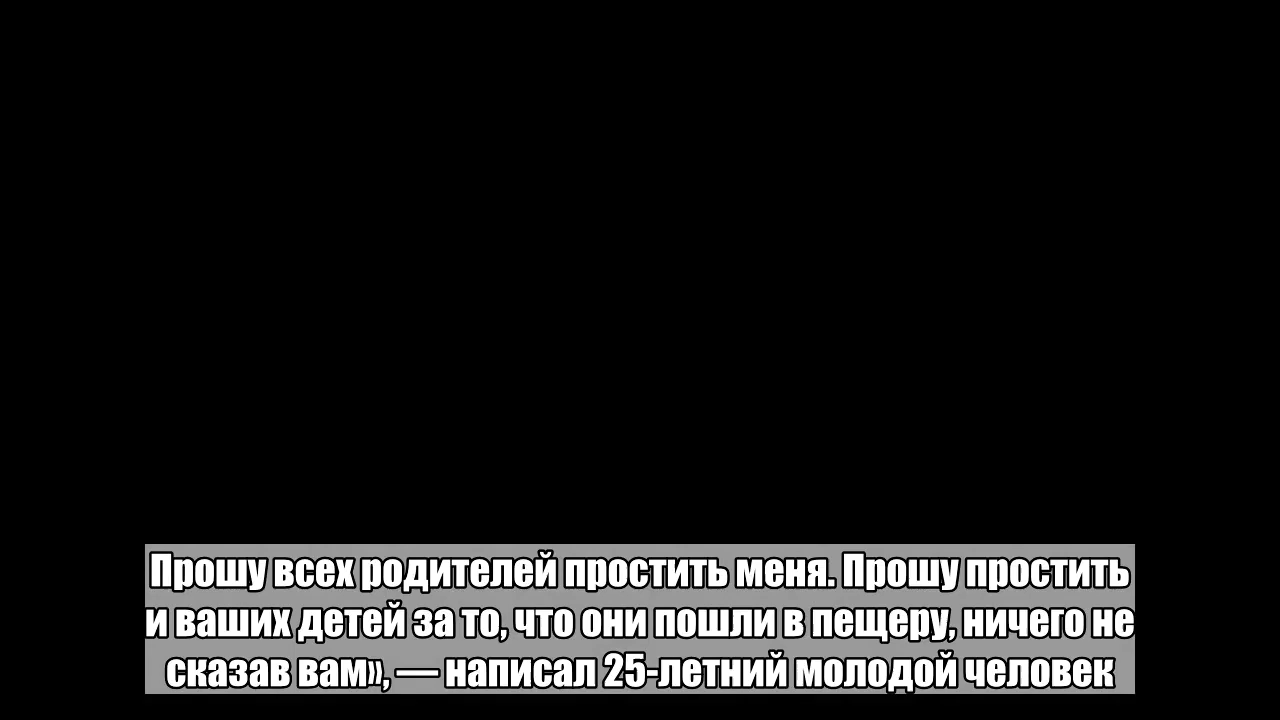 Прошу всех родителей простить меня. Прошу простить
и ваших детей за то, что они пошли в пещеру, ничего не
сказав вам», — написал 25-летний молодой человек